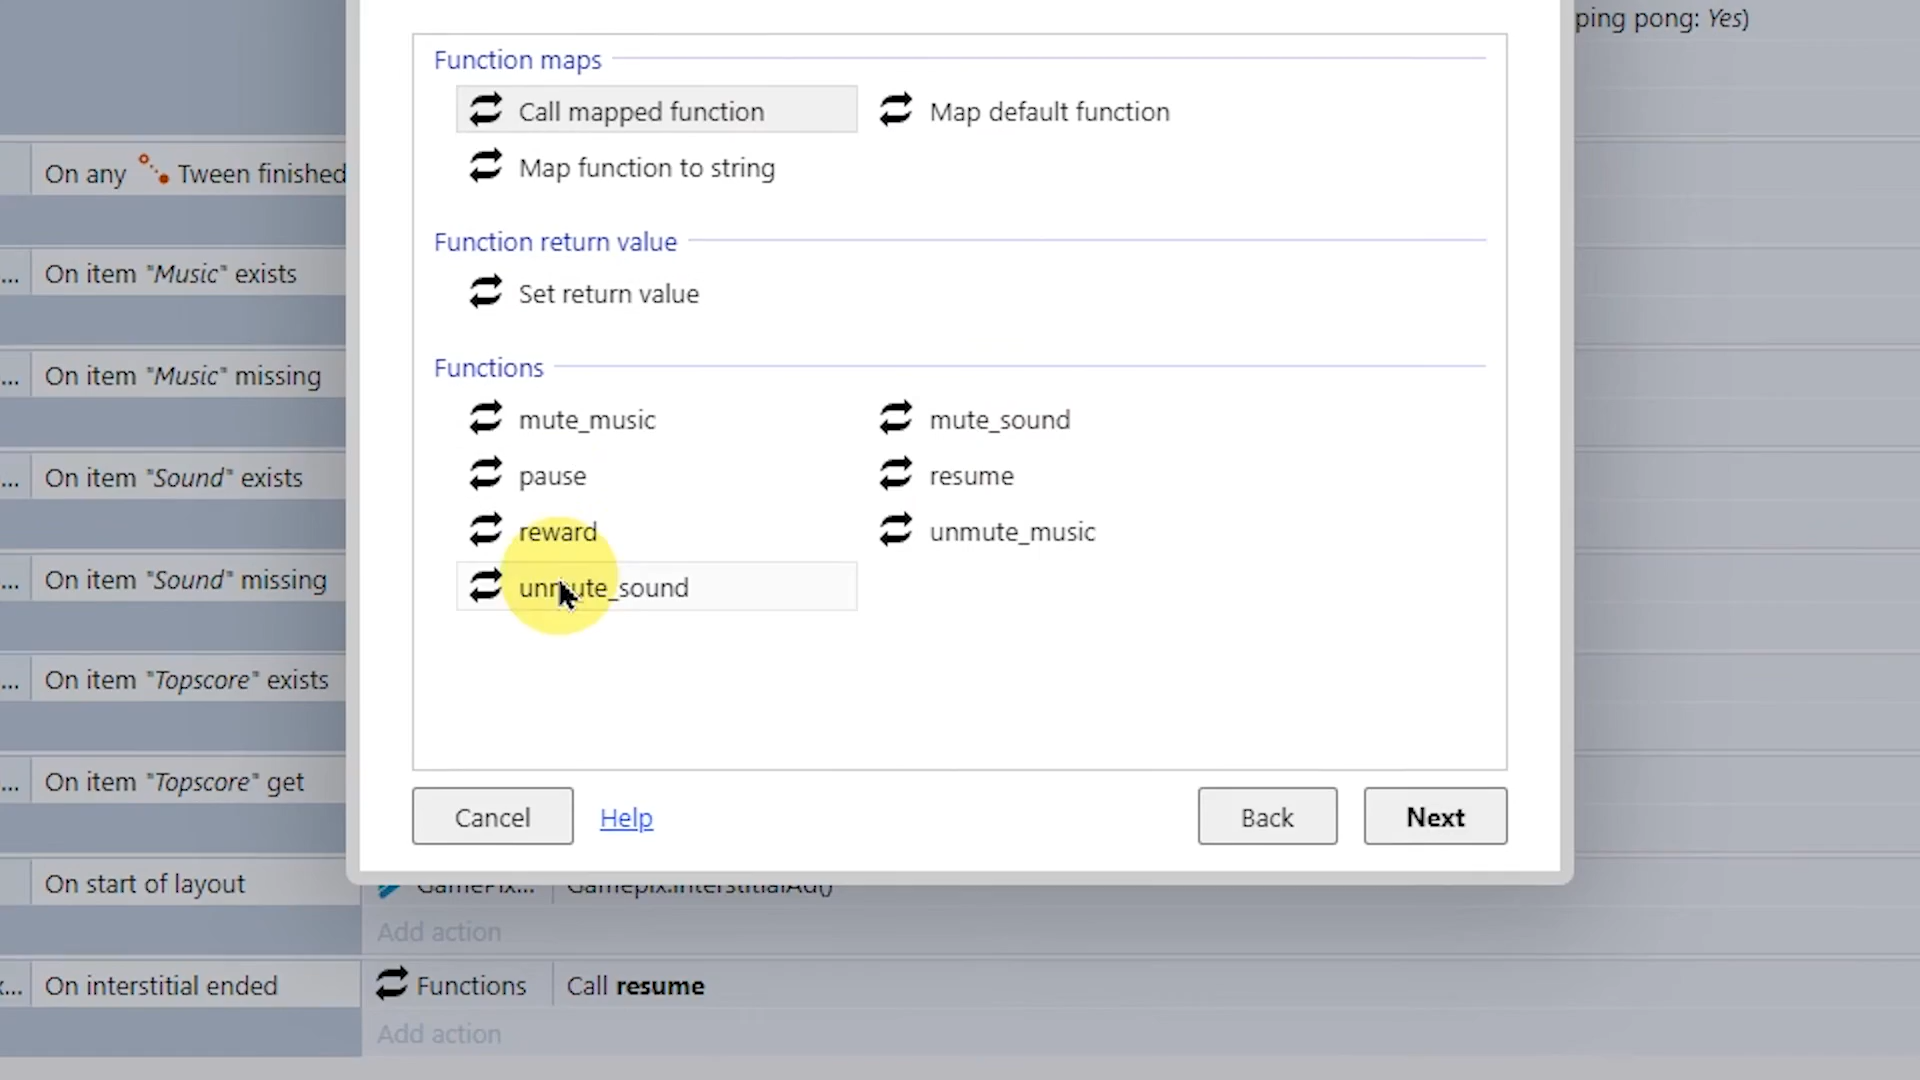 ping pong: Yes)
Function maps
Call mapped function
Map default function
Map function to string
Function return value
Set return value
Functions
mute_music
mute_sound
pause
resume
reward
unmute_music
unmute_sound
Cancel
Help
Back
Next
On any Tween finished
... On item "Music" exists
... On item "Music" missing
... On item "Sound" exists
... On item "Sound" missing
... On item "Topscore" exists
... On item "Topscore" get
On start of layout
GamePix... Gamepix.interstitialAd()
Add action
... On interstitial ended
Functions Call resume
Add action